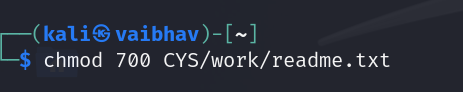 ┌──(kali㉿vaibhav)-[~]
└─$ chmod 700 CYS/work/readme.txt